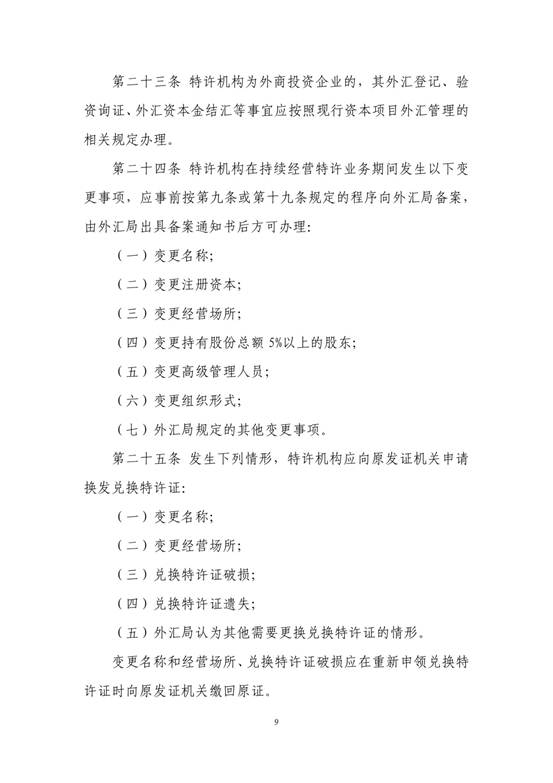 第二十三条 特许机构为外商投资企业的，其外汇登记、验
资询证、外汇资本金结汇等事宜应按照现行资本项目外汇管理的
相关规定办理。
第二十四条 特许机构在持续经营特许业务期间发生以下变
更事项，应事前按第九条或第十九条规定的程序向外汇局备案，
由外汇局出具备案通知书后方可办理：
（一）变更名称；
（二）变更注册资本；
（三）变更经营场所；
（四）变更持有股份总额 5%以上的股东；
（五）变更高级管理人员；
（六）变更组织形式；
（七）外汇局规定的其他变更事项。
第二十五条 发生下列情形，特许机构应向原发证机关申请
换发兑换特许证：
（一）变更名称；
（二）变更经营场所；
（三）兑换特许证破损；
（四）兑换特许证遗失；
（五）外汇局认为其他需要更换兑换特许证的情形。
变更名称和经营场所、兑换特许证破损应在重新申领兑换特
许证时向原发证机关缴回原证。
9